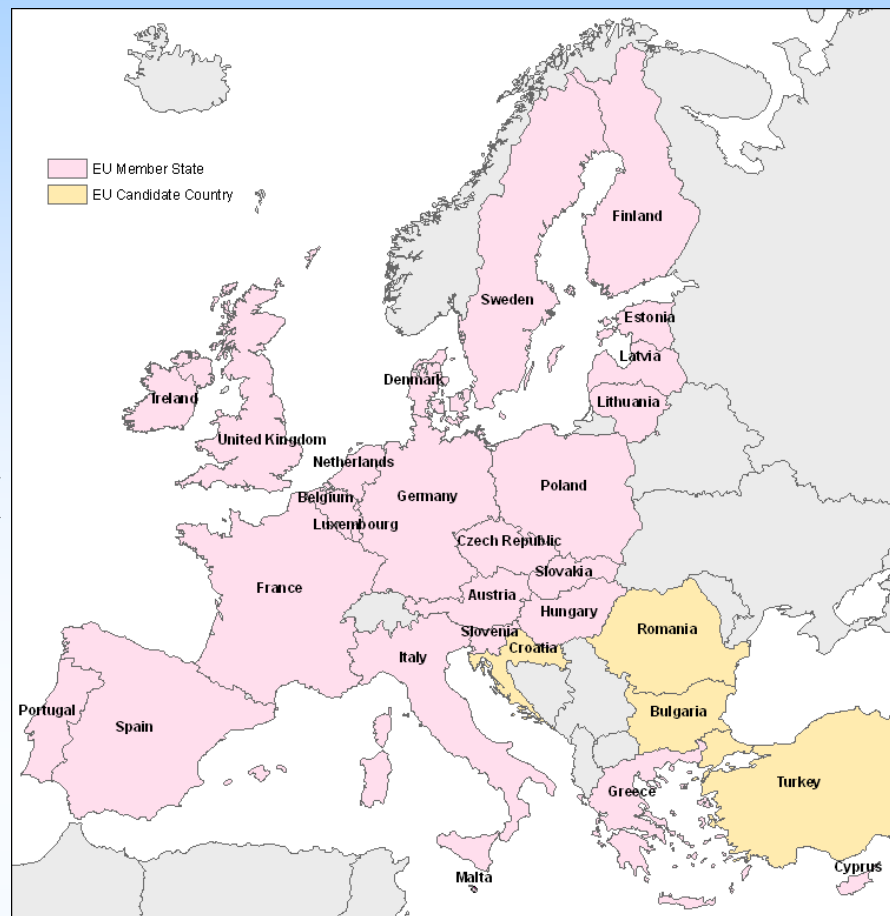 EU Member State
EU Candidate Country
Finland
Sweden
Estonia
Latvia
Denmark
Lithuania
Ireland
United Kingdom
Netherlands
Poland
Belgium
Germany
Luxembourg
Czech Republic
Slovakia
France
Austria
Hungary
Slovenia
Romania
Croatia
Italy
Portugal
Bulgaria
Spain
Turkey
Greece
Cyprus
Malta